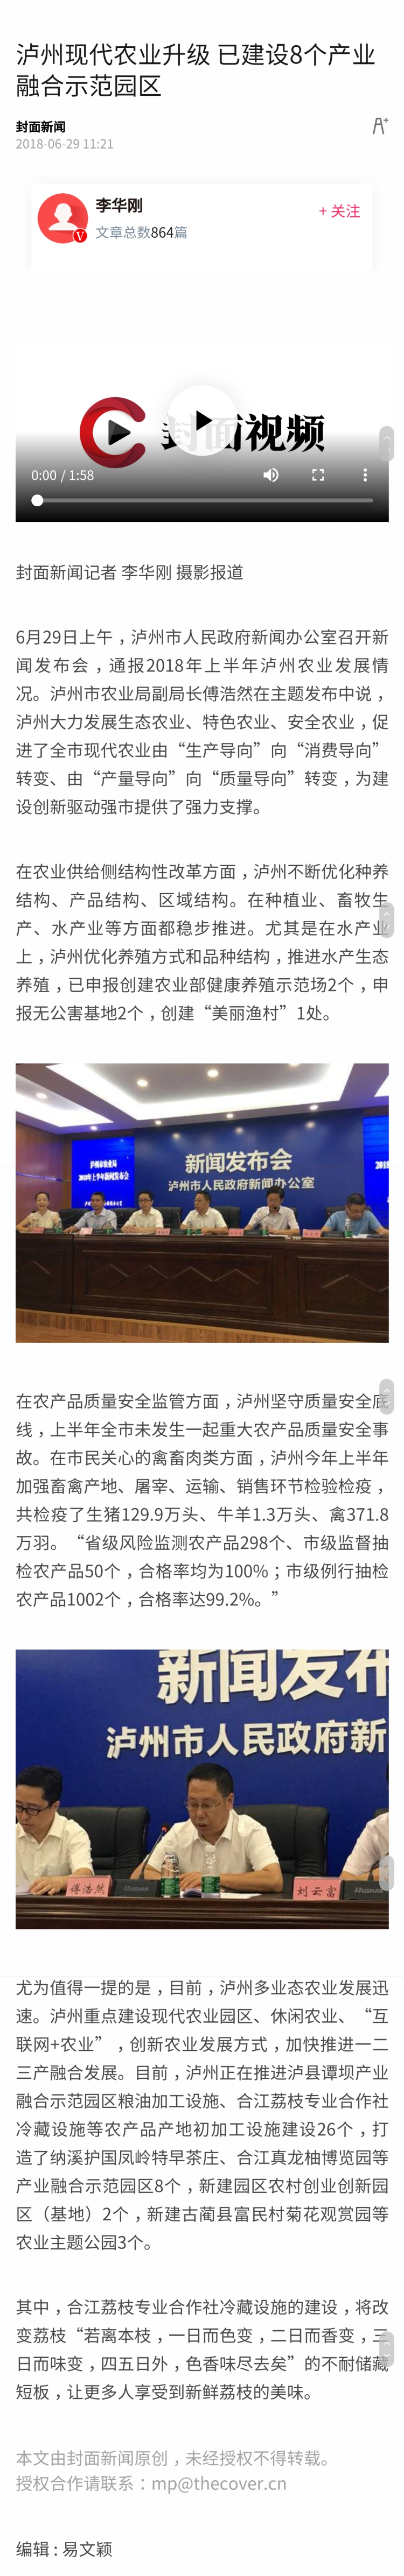 泸州现代农业升级 已建设8个产业
融合示范园区
封面新闻
2018-06-29 11:21
李华刚
文章总数864篇
+ 关注
视频
0:00 / 1:58
封面新闻记者 李华刚 摄影报道
6月29日上午，泸州市人民政府新闻办公室召开新
闻发布会，通报2018年上半年泸州农业发展情
况。泸州市农业局副局长傅浩然在主题发布中说，
泸州大力发展生态农业、特色农业、安全农业，促
进了全市现代农业由“生产导向”向“消费导向”
转变、由“产量导向”向“质量导向”转变，为建
设创新驱动强市提供了强力支撑。
在农业供给侧结构性改革方面，泸州不断优化种养
结构、产品结构、区域结构。在种植业、畜牧生
产、水产业等方面都稳步推进。尤其是在水产业
上，泸州优化养殖方式和品种结构，推进水产生态
养殖，已申报创建农业部健康养殖示范场2个，申
报无公害基地2个，创建“美丽渔村”1处。
新闻发布会
泸州市人民政府新闻办公室
泸州市农业局
2018年上半年新闻发布会
2018
在农产品质量安全监管方面，泸州坚守质量安全底
线，上半年全市未发生一起重大农产品质量安全事
故。在市民关心的禽畜肉类方面，泸州今年上半年
加强畜禽产地、屠宰、运输、销售环节检验检疫，
共检疫了生猪129.9万头、牛羊1.3万头、禽371.8
万羽。“省级风险监测农产品298个、市级监督抽
检农产品50个，合格率均为100%；市级例行抽检
农产品1002个，合格率达99.2%。”
新闻发布
泸州市人民政府新
傅浩然
刘云富
尤为值得一提的是，目前，泸州多业态农业发展迅
速。泸州重点建设现代农业园区、休闲农业、“互
联网+农业”，创新农业发展方式，加快推进一二
三产融合发展。目前，泸州正在推进泸县谭坝产业
融合示范园区粮油加工设施、合江荔枝专业合作社
冷藏设施等农产品产地初加工设施建设26个，打
造了纳溪护国凤岭特早茶庄、合江真龙柚博览园等
产业融合示范园区8个，新建园区农村创业创新园
区（基地）2个，新建古蔺县富民村菊花观赏园等
农业主题公园3个。
其中，合江荔枝专业合作社冷藏设施的建设，将改
变荔枝“若离本枝，一日而色变，二日而香变，三
日而味变，四五日外，色香味尽去矣”的不耐储藏
短板，让更多人享受到新鲜荔枝的美味。
本文由封面新闻原创，未经授权不得转载。
授权合作请联系：mp@thecover.cn
编辑：易文颖